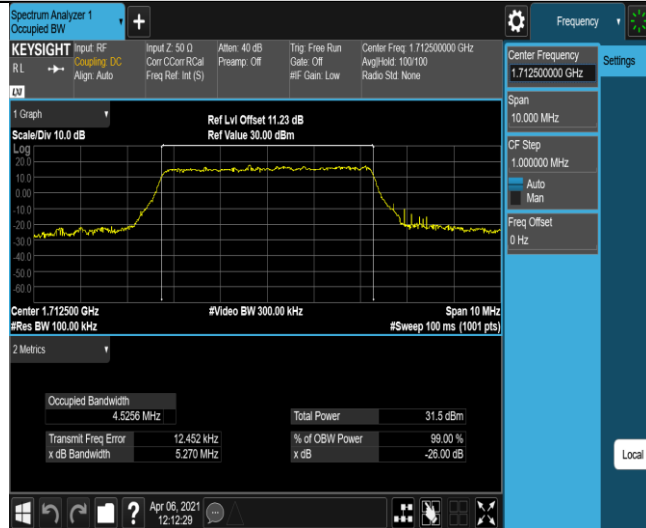 Spectrum Analyzer 1
Occupied BW
Frequency
KEYSIGHT
RL
LXI
Input: RF
Coupling: DC
Align: Auto
Input Z: 50 Ω
Corr CCorr RCal
Freq Ref: Int (S)
Atten: 40 dB
Preamp: Off
Trig: Free Run
Gate: Off
#IF Gain: Low
Center Freq: 1.712500000 GHz
Avg|Hold: 100/100
Radio Std: None
Center Frequency
1.712500000 GHz
Settings
Span
10.000 MHz
CF Step
1.000000 MHz
Auto
Man
Freq Offset
0 Hz
Local
1 Graph
Scale/Div 10.0 dB
Ref Lvl Offset 11.23 dB
Ref Value 30.00 dBm
Log
20.0
10.0
0.00
-10.0
-20.0
-30.0
-40.0
-50.0
-60.0
Center 1.712500 GHz
#Video BW 300.00 kHz
Span 10 MHz
#Res BW 100.00 kHz
#Sweep 100 ms (1001 pts)
2 Metrics
Occupied Bandwidth
4.5256 MHz
Total Power 31.5 dBm
Transmit Freq Error 12.452 kHz
% of OBW Power 99.00 %
x dB Bandwidth 5.270 MHz
x dB -26.00 dB
?
Apr 06, 2021
12:12:29